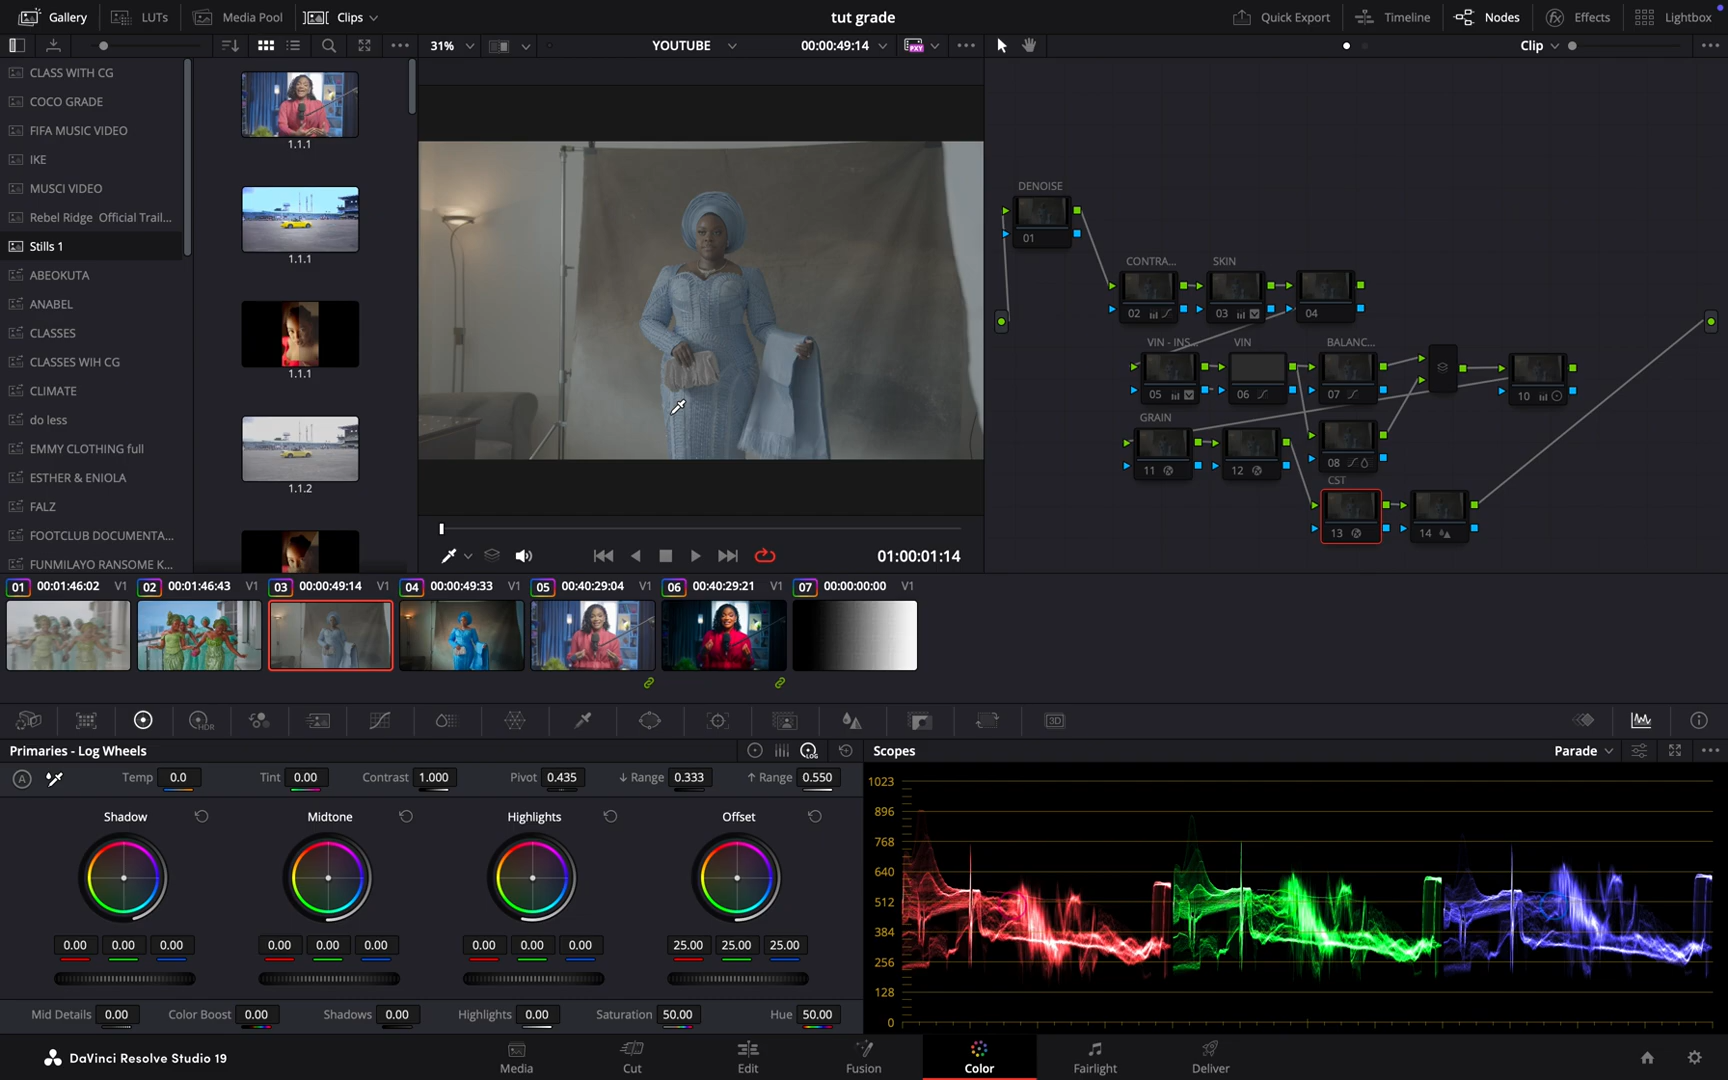 Gallery LUTs Media Pool Clips tut grade Quick Export Timeline Nodes Effects Lightbox
31% YOUTUBE 00:00:49:14 PXY Clip
CLASS WITH CG
COCO GRADE
FIFA MUSIC VIDEO
IKE
MUSCI VIDEO
Rebel Ridge Official Trail...
Stills 1
ABEOKUTA
ANABEL
CLASSES
CLASSES WIH CG
CLIMATE
do less
EMMY CLOTHING full
ESTHER & ENIOLA
FALZ
FOOTCLUB DOCUMENTA...
FUNMILAYO RANSOME K...
1.1.1
1.1.1
1.1.1
1.1.2
01:00:01:14
DENOISE
01
CONTRA... SKIN
02 03 04
VIN - INS... VIN BALANC...
05 06 07 10
GRAIN
11 12 08
CST
13 14
01 00:01:46:02 V1 02 00:01:46:43 V1 03 00:00:49:14 V1 04 00:00:49:33 V1 05 00:40:29:04 V1 06 00:40:29:21 V1 07 00:00:00:00 V1
HDR 3D
Primaries - Log Wheels LOG
A Temp 0.0 Tint 0.00 Contrast 1.000 Pivot 0.435 ↓ Range 0.333 ↑ Range 0.550
Shadow Midtone Highlights Offset
0.00 0.00 0.00 0.00 0.00 0.00 0.00 0.00 0.00 25.00 25.00 25.00
Mid Details 0.00 Color Boost 0.00 Shadows 0.00 Highlights 0.00 Saturation 50.00 Hue 50.00
Scopes Parade
1023
896
768
640
512
384
256
128
0
DaVinci Resolve Studio 19
Media Cut Edit Fusion Color Fairlight Deliver